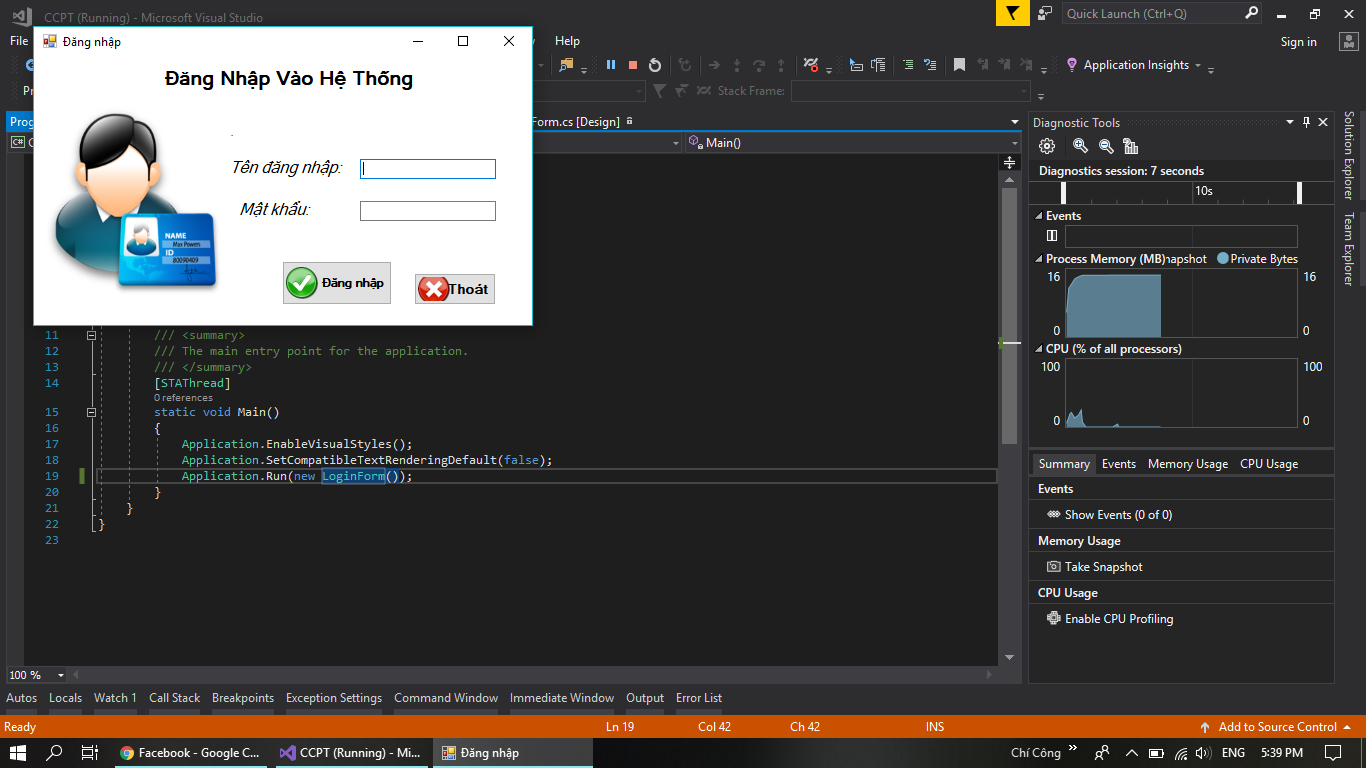 CCPT (Running) - Microsoft Visual Studio
Quick Launch (Ctrl+Q)
File
Help
Sign in
Đăng nhập
Application Insights
Stack Frame:
Đăng Nhập Vào Hệ Thống
Form.cs [Design]
C#
Main()
Tên đăng nhập:
Mật khẩu:
NAME
Max Powers
ID
80090409
Đăng nhập
Thoát
11 /// <summary>
12 /// The main entry point for the application.
13 /// </summary>
14 [STAThread]
0 references
15 static void Main()
16 {
17 Application.EnableVisualStyles();
18 Application.SetCompatibleTextRenderingDefault(false);
19 Application.Run(new LoginForm());
20 }
21 }
22 }
23
100 %
Diagnostic Tools
Diagnostics session: 7 seconds
10s
Events
Process Memory (MB)
napshot
Private Bytes
16
16
0
0
CPU (% of all processors)
100
100
0
0
Summary Events Memory Usage CPU Usage
Events
Show Events (0 of 0)
Memory Usage
Take Snapshot
CPU Usage
Enable CPU Profiling
Solution Explorer
Team Explorer
Autos Locals Watch 1 Call Stack Breakpoints Exception Settings Command Window Immediate Window Output Error List
Ready
Ln 19
Col 42
Ch 42
INS
Add to Source Control
Facebook - Google C...
CCPT (Running) - Mi...
Đăng nhập
Chí Công
ENG
5:39 PM